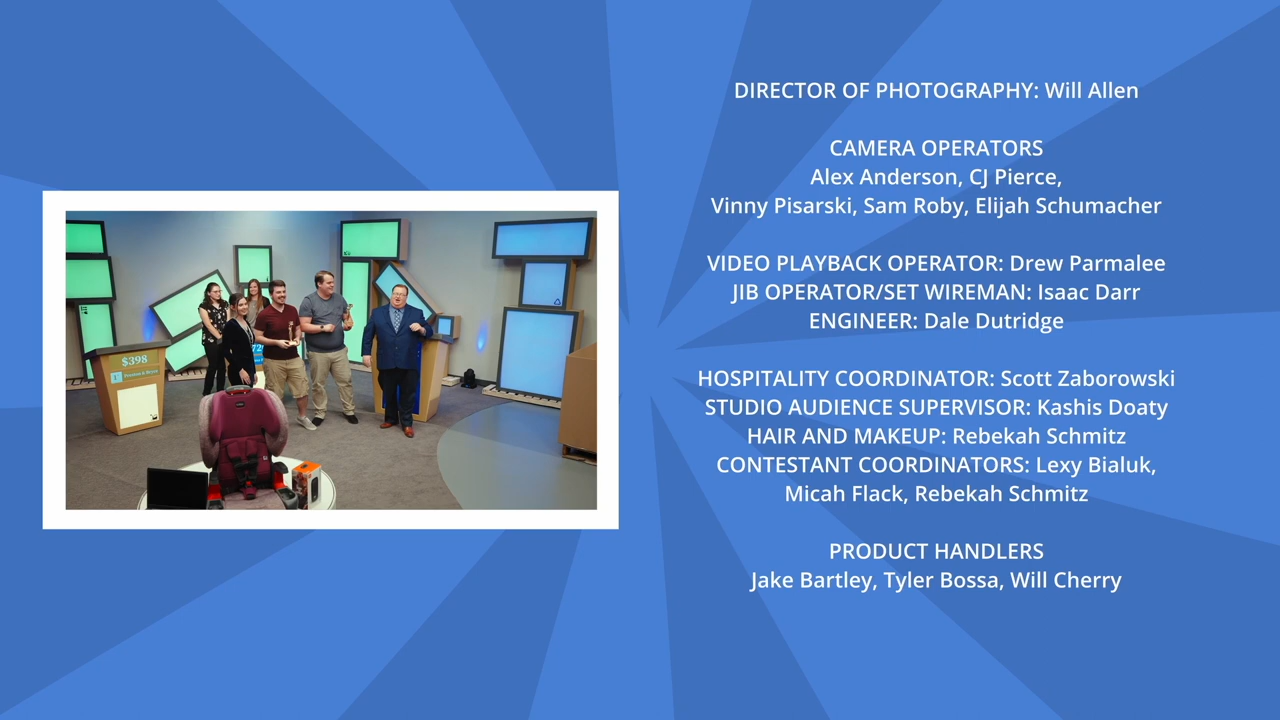 DIRECTOR OF PHOTOGRAPHY: Will Allen
CAMERA OPERATORS
Alex Anderson, CJ Pierce,
Vinny Pisarski, Sam Roby, Elijah Schumacher
VIDEO PLAYBACK OPERATOR: Drew Parmalee
JIB OPERATOR/SET WIREMAN: Isaac Darr
ENGINEER: Dale Dutridge
HOSPITALITY COORDINATOR: Scott Zaborowski
STUDIO AUDIENCE SUPERVISOR: Kashis Doaty
HAIR AND MAKEUP: Rebekah Schmitz
CONTESTANT COORDINATORS: Lexy Bialuk,
Micah Flack, Rebekah Schmitz
PRODUCT HANDLERS
Jake Bartley, Tyler Bossa, Will Cherry
$398